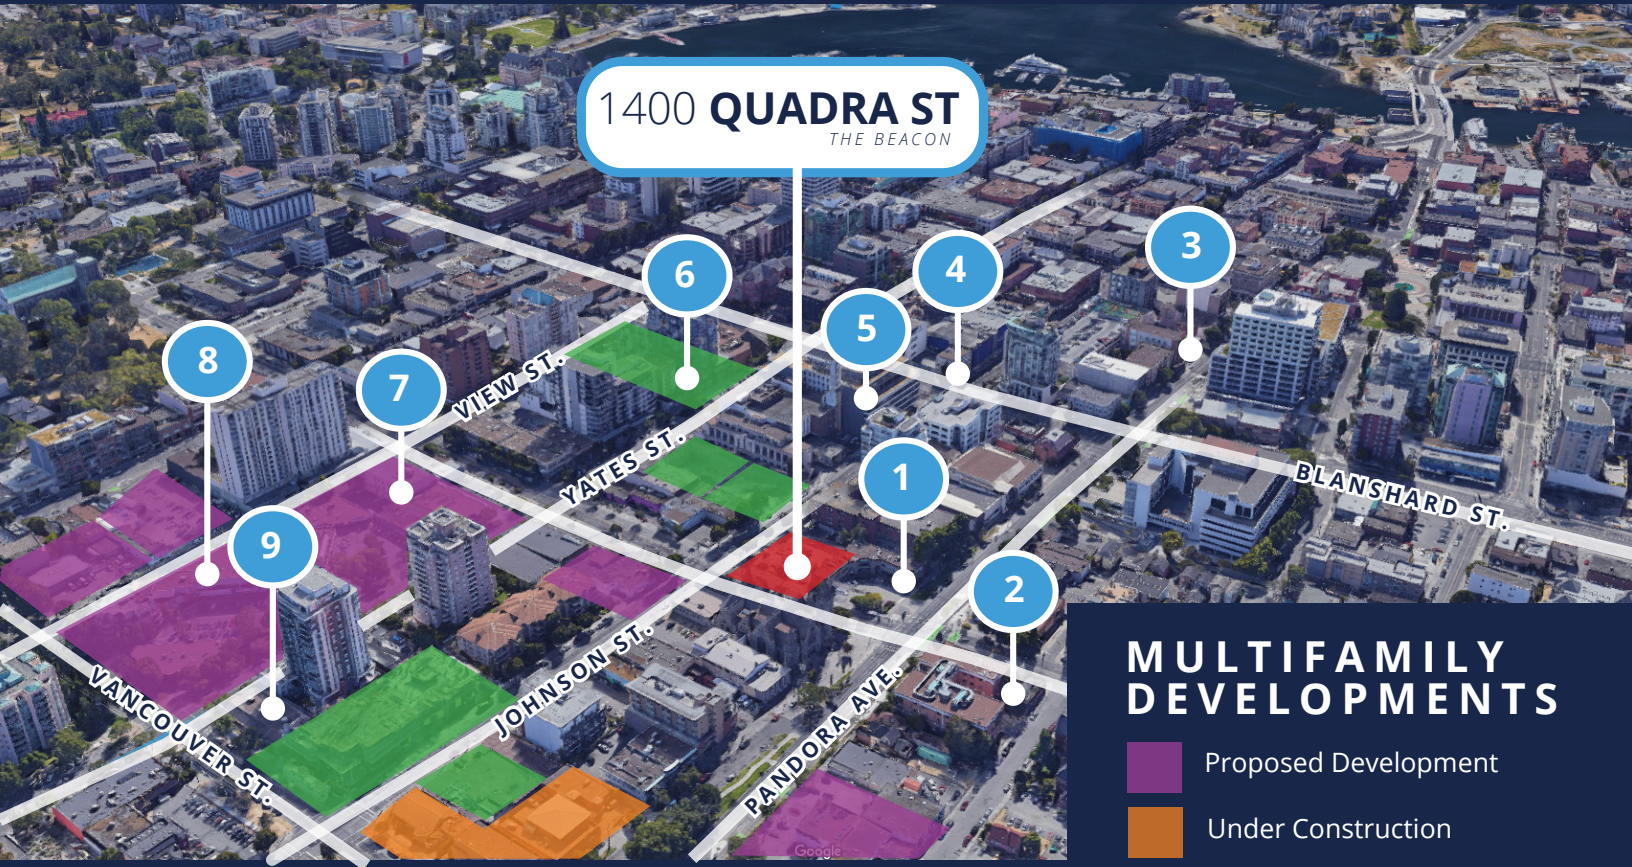 1400 QUADRA ST
THE BEACON
3
4
6
5
8
7
VIEW ST.
YATES ST.
1
BLANSHARD ST.
9
2
JOHNSON ST.
VANCOUVER ST.
PANDORA AVE.
MULTIFAMILY
DEVELOPMENTS
Proposed Development
Under Construction
Google